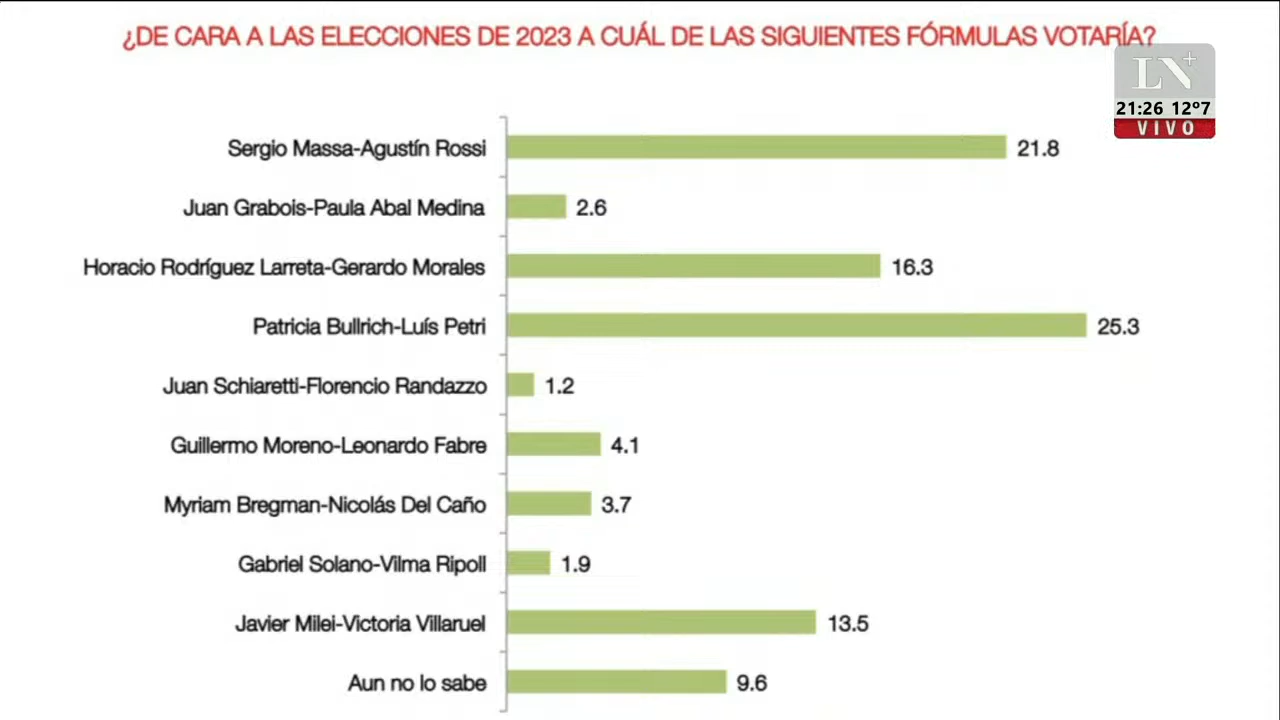 ¿DE CARA A LAS ELECCIONES DE 2023 A CUÁL DE LAS SIGUIENTES FÓRMULAS VOTARÍA?
LN+
21:26 12º7
VIVO
Sergio Massa-Agustín Rossi 21.8
Juan Grabois-Paula Abal Medina 2.6
Horacio Rodríguez Larreta-Gerardo Morales 16.3
Patricia Bullrich-Luís Petri 25.3
Juan Schiaretti-Florencio Randazzo 1.2
Guillermo Moreno-Leonardo Fabre 4.1
Myriam Bregman-Nicolás Del Caño 3.7
Gabriel Solano-Vilma Ripoll 1.9
Javier Milei-Victoria Villaruel 13.5
Aun no lo sabe 9.6